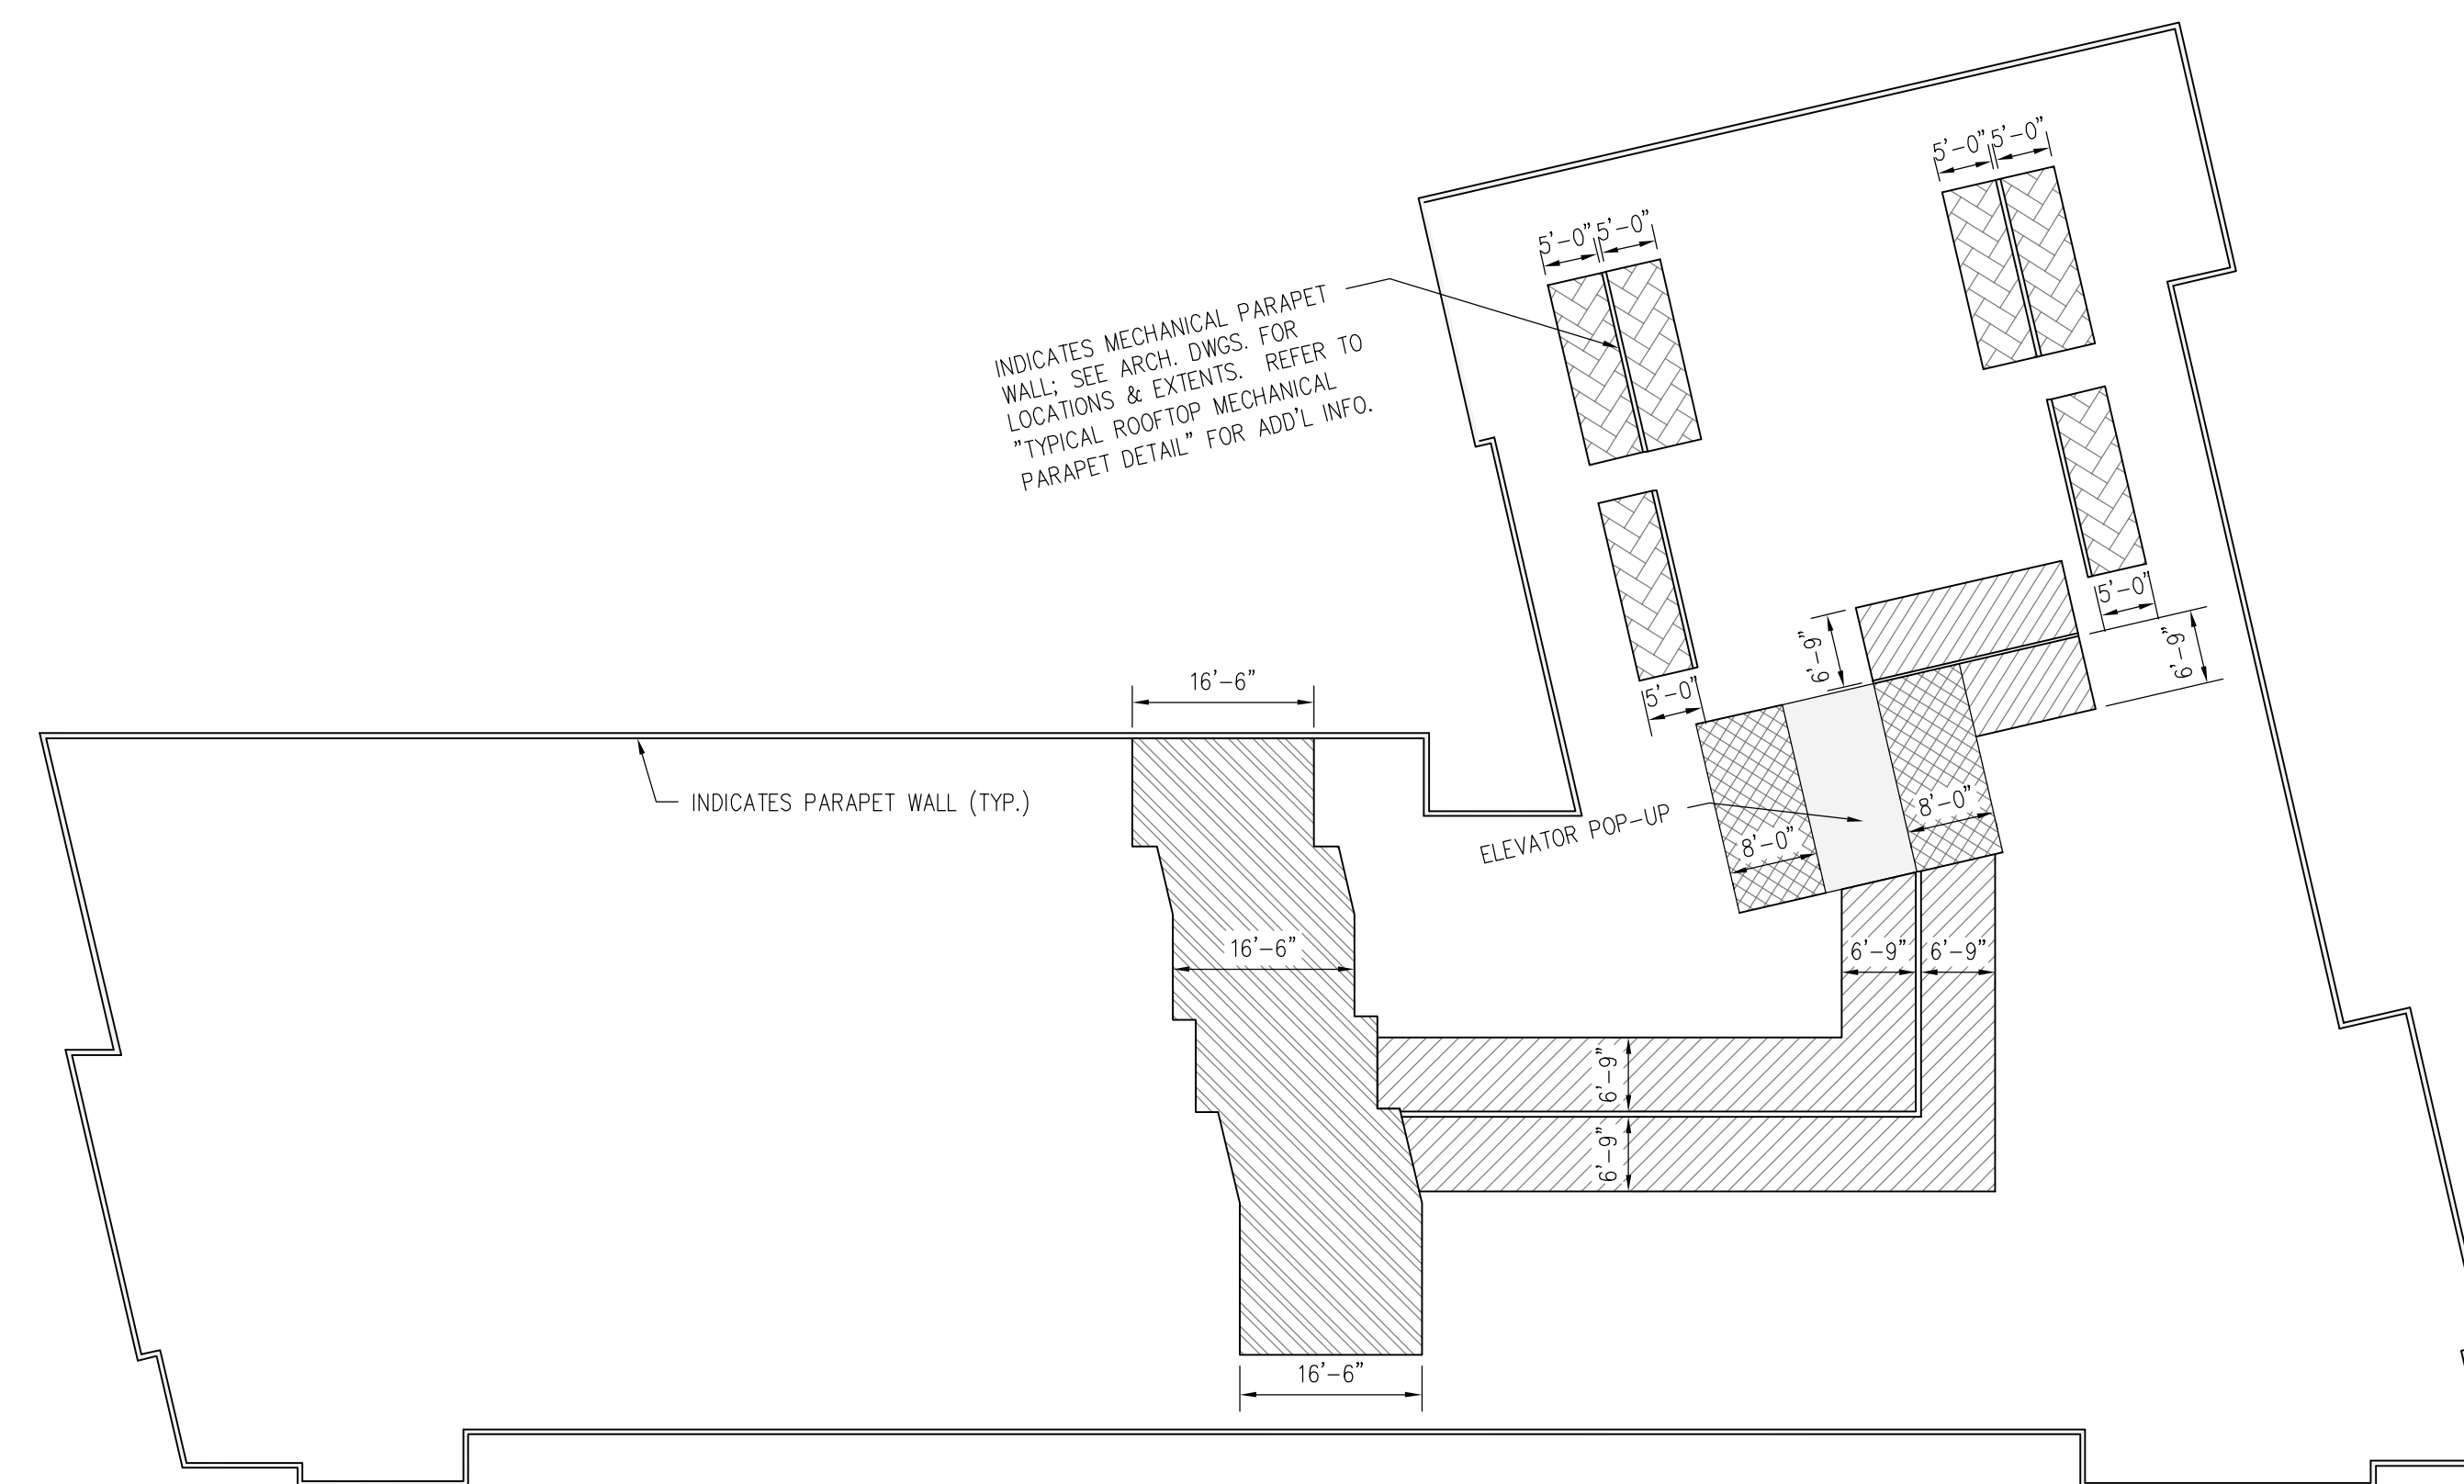 5'-0" 5'-0"
5'-0" 5'-0"
INDICATES MECHANICAL PARAPET
WALL; SEE ARCH. DWGS. FOR
LOCATIONS & EXTENTS. REFER TO
"TYPICAL ROOFTOP MECHANICAL
PARAPET DETAIL" FOR ADD'L INFO.
5'-0"
6'-9"
6'-9"
16'-6"
5'-0"
INDICATES PARAPET WALL (TYP.)
8'-0"
ELEVATOR POP-UP
8'-0"
16'-6"
6'-9" 6'-9"
6'-9"
6'-9"
16'-6"